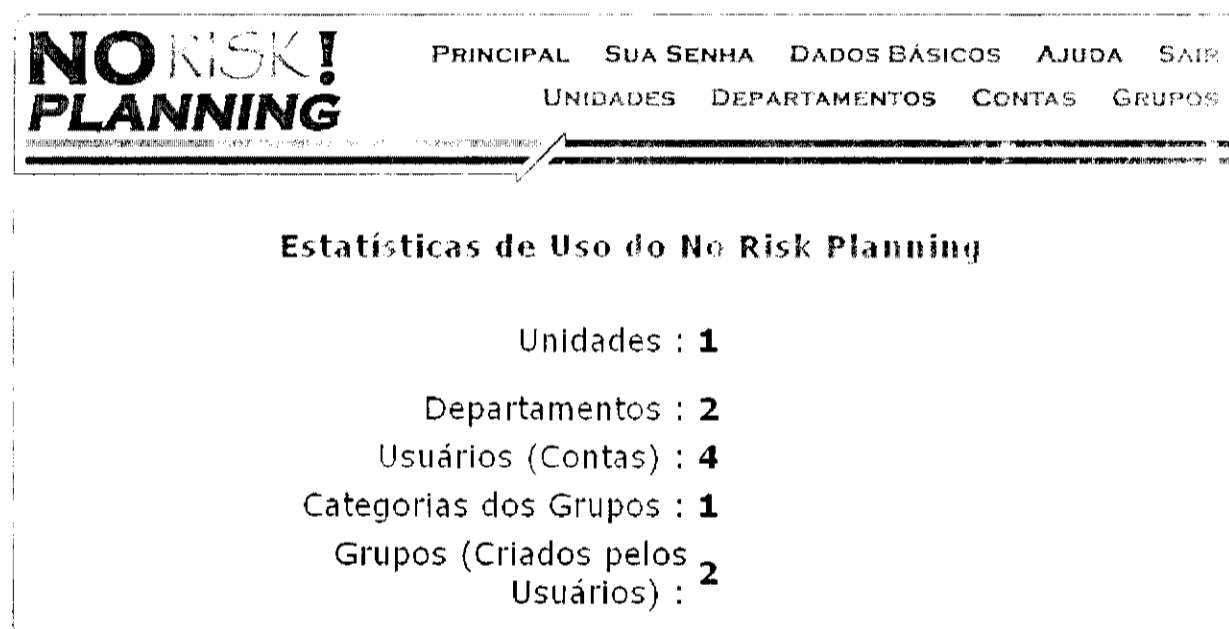 NO RISK!
PLANNING
PRINCIPAL SUA SENHA DADOS BÁSICOS AJUDA SAIR
UNIDADES DEPARTAMENTOS CONTAS GRUPOS
Estatísticas de Uso do No Risk Planning
Unidades : 1
Departamentos : 2
Usuários (Contas) : 4
Categorias dos Grupos : 1
Grupos (Criados pelos
Usuários) : 2